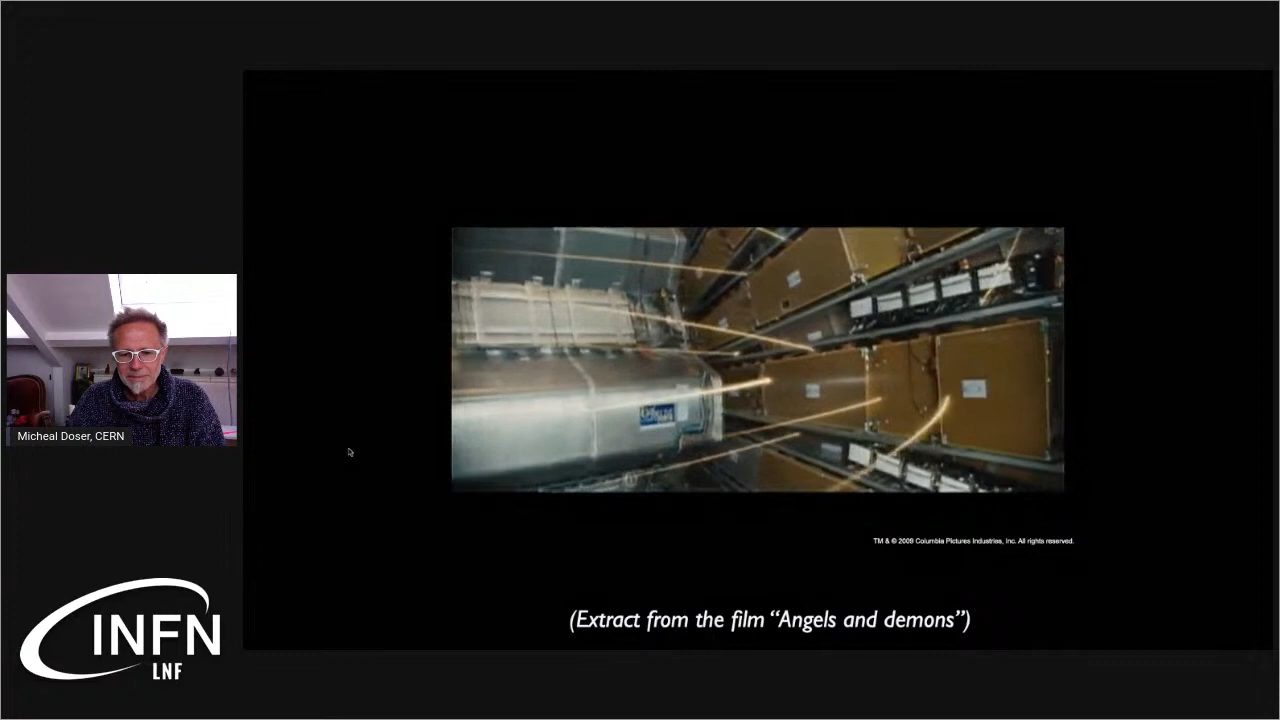 Micheal Doser, CERN
INFN
LNF
TM & © 2009 Columbia Pictures Industries, Inc. All rights reserved.
(Extract from the film “Angels and demons”)